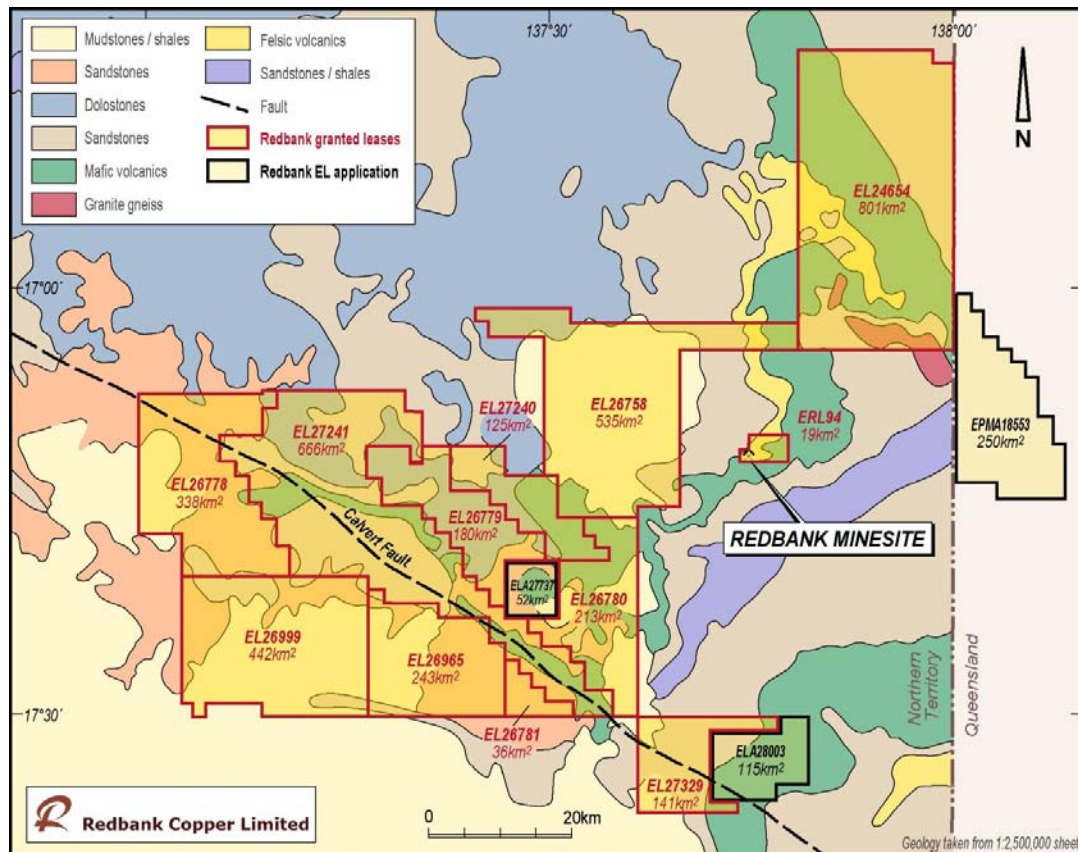 137°30´
138°00´
Mudstones / shales
Felsic volcanics
Sandstones
Sandstones / shales
Dolostones
Fault
Sandstones
Redbank granted leases
Mafic volcanics
Redbank EL application
Granite gneiss
N
EL24654
801km²
17°00´
EL27240
125km²
EL26758
535km²
ERL94
19km²
EPMA18553
250km²
EL27241
666km²
EL26778
338km²
EL26779
180km²
Calvert Fault
REDBANK MINESITE
ELA27737
52km²
EL26780
213km²
EL26999
442km²
EL26965
243km²
Northern Territory
Queensland
17°30´
EL26781
36km²
ELA28003
115km²
EL27329
141km²
R
Redbank Copper Limited
0
20km
Geology taken from 1:2,500,000 sheet